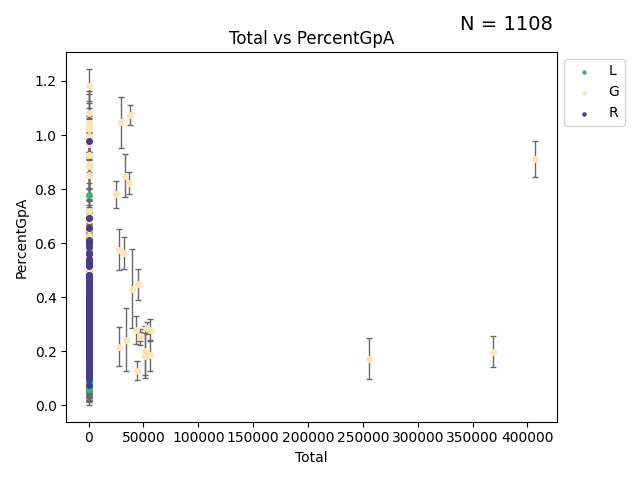 N = 1108
Total vs PercentGpA
L
G
R
1.2
1.0
0.8
0.6
0.4
0.2
0.0
PercentGpA
0 50000 100000 150000 200000 250000 300000 350000 400000
Total